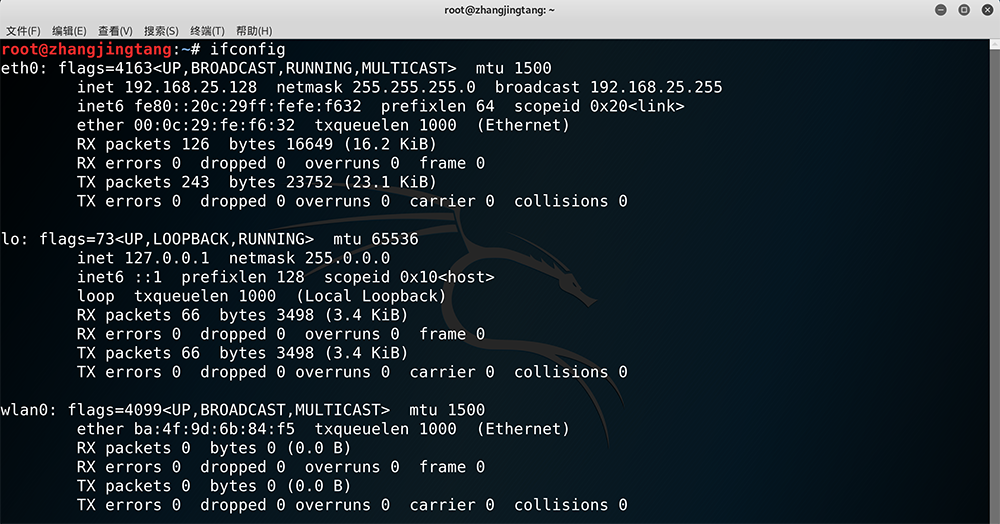 root@zhangjingtang: ~
文件(F) 编辑(E) 查看(V) 搜索(S) 终端(T) 帮助(H)
root@zhangjingtang:~# ifconfig
eth0: flags=4163<UP,BROADCAST,RUNNING,MULTICAST>  mtu 1500
        inet 192.168.25.128  netmask 255.255.255.0  broadcast 192.168.25.255
        inet6 fe80::20c:29ff:fefe:f632  prefixlen 64  scopeid 0x20<link>
        ether 00:0c:29:fe:f6:32  txqueuelen 1000  (Ethernet)
        RX packets 126  bytes 16649 (16.2 KiB)
        RX errors 0  dropped 0  overruns 0  frame 0
        TX packets 243  bytes 23752 (23.1 KiB)
        TX errors 0  dropped 0 overruns 0  carrier 0  collisions 0

lo: flags=73<UP,LOOPBACK,RUNNING>  mtu 65536
        inet 127.0.0.1  netmask 255.0.0.0
        inet6 ::1  prefixlen 128  scopeid 0x10<host>
        loop  txqueuelen 1000  (Local Loopback)
        RX packets 66  bytes 3498 (3.4 KiB)
        RX errors 0  dropped 0  overruns 0  frame 0
        TX packets 66  bytes 3498 (3.4 KiB)
        TX errors 0  dropped 0 overruns 0  carrier 0  collisions 0

wlan0: flags=4099<UP,BROADCAST,MULTICAST>  mtu 1500
        ether ba:4f:9d:6b:84:f5  txqueuelen 1000  (Ethernet)
        RX packets 0  bytes 0 (0.0 B)
        RX errors 0  dropped 0  overruns 0  frame 0
        TX packets 0  bytes 0 (0.0 B)
        TX errors 0  dropped 0 overruns 0  carrier 0  collisions 0